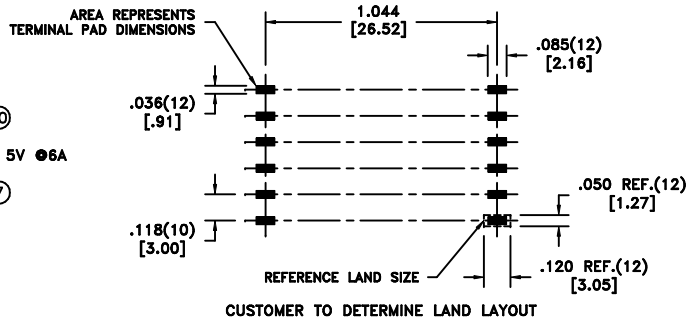 AREA REPRESENTS
TERMINAL PAD DIMENSIONS
1.044
[26.52]
.085(12)
[2.16]
.036(12)
[.91]
5V @6A
.050 REF.(12)
[1.27]
.118(10)
[3.00]
REFERENCE LAND SIZE
.120 REF.(12)
[3.05]
CUSTOMER TO DETERMINE LAND LAYOUT